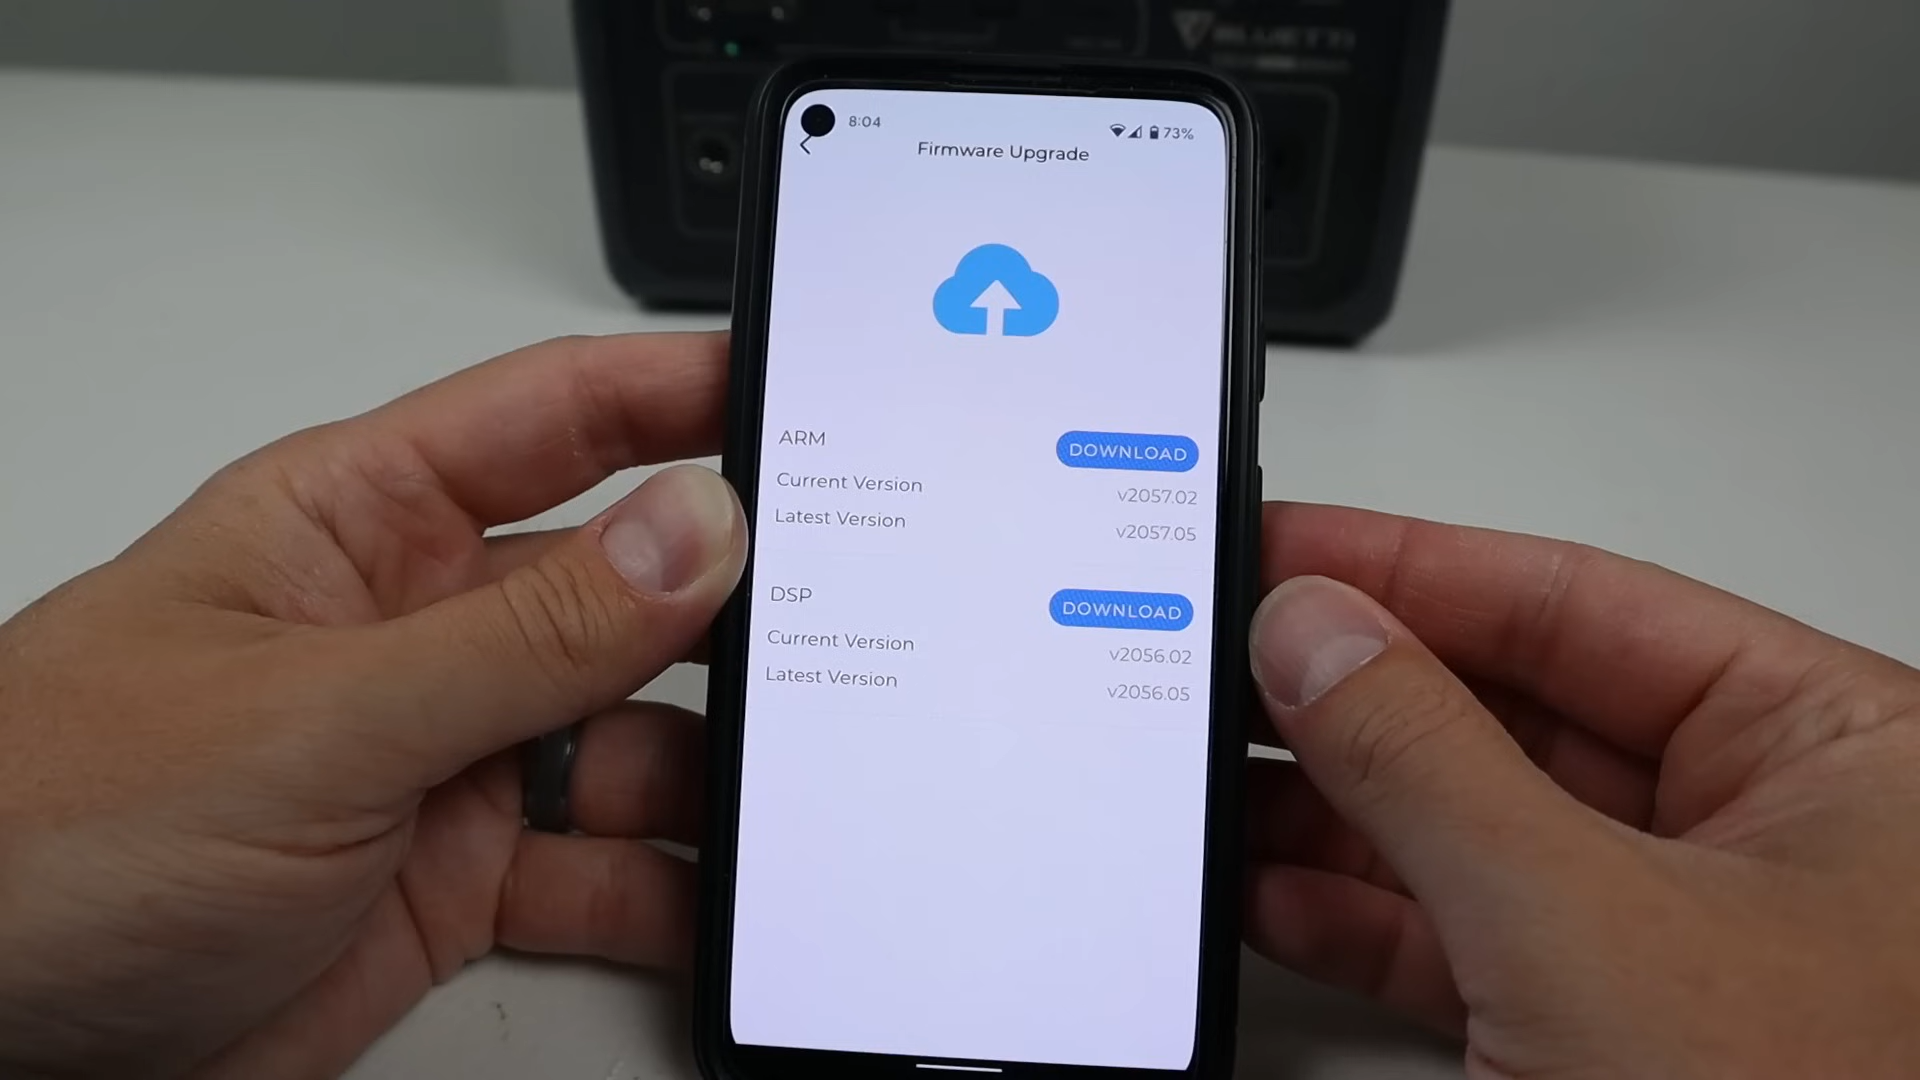 BLUETTI
8:04
73%
Firmware Upgrade
ARM
DOWNLOAD
Current Version
v2057.02
Latest Version
v2057.05
DSP
DOWNLOAD
Current Version
v2056.02
Latest Version
v2056.05